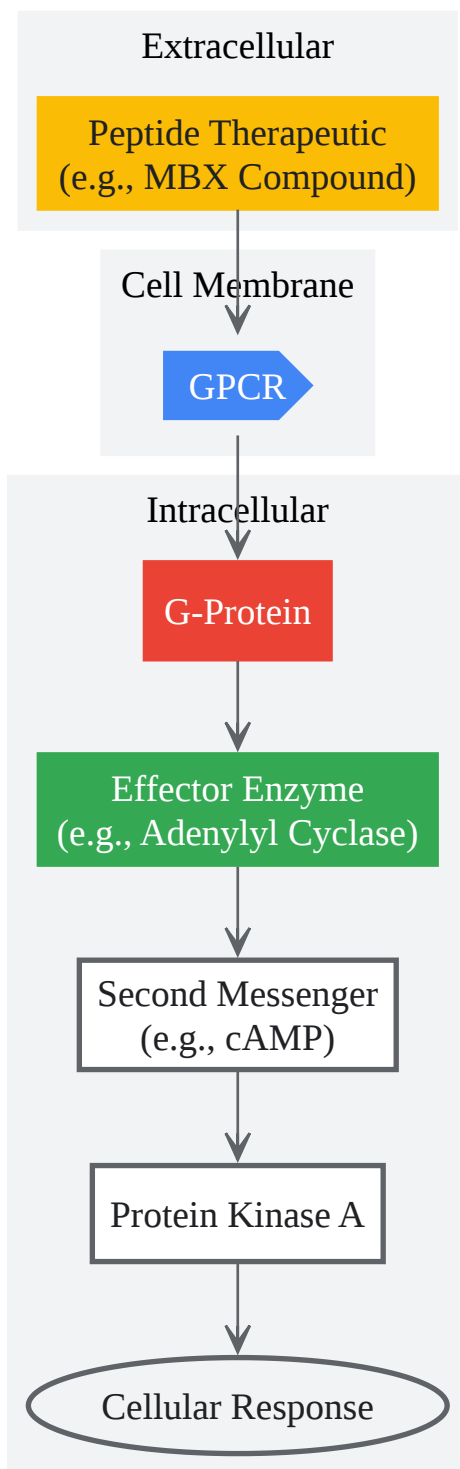 Extracellular
Peptide Therapeutic
(e.g., MBX Compound)
Cell Membrane
GPCR
Intracellular
G-Protein
Effector Enzyme
(e.g., Adenylyl Cyclase)
Second Messenger
(e.g., cAMP)
Protein Kinase A
Cellular Response